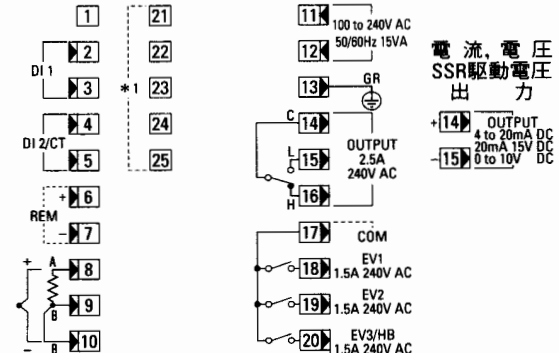 1
2
DI 1
3
4
DI 2/CT
5
+ 6
REM
- 7
+ A 8
B 9
- B 10
21
22
*1 23
24
25
11
100 to 240V AC
50/60Hz 15VA
12
13 GR
C 14
OUTPUT
2.5A
240V AC
L 15
H 16
17 COM
18 EV1
1.5A 240V AC
19 EV2
1.5A 240V AC
20 EV3/HB
1.5A 240V AC
電流,電圧
SSR駆動電圧
出力
+ 14 OUTPUT
4 to 20mA DC
20mA 15V DC
- 15 0 to 10V DC